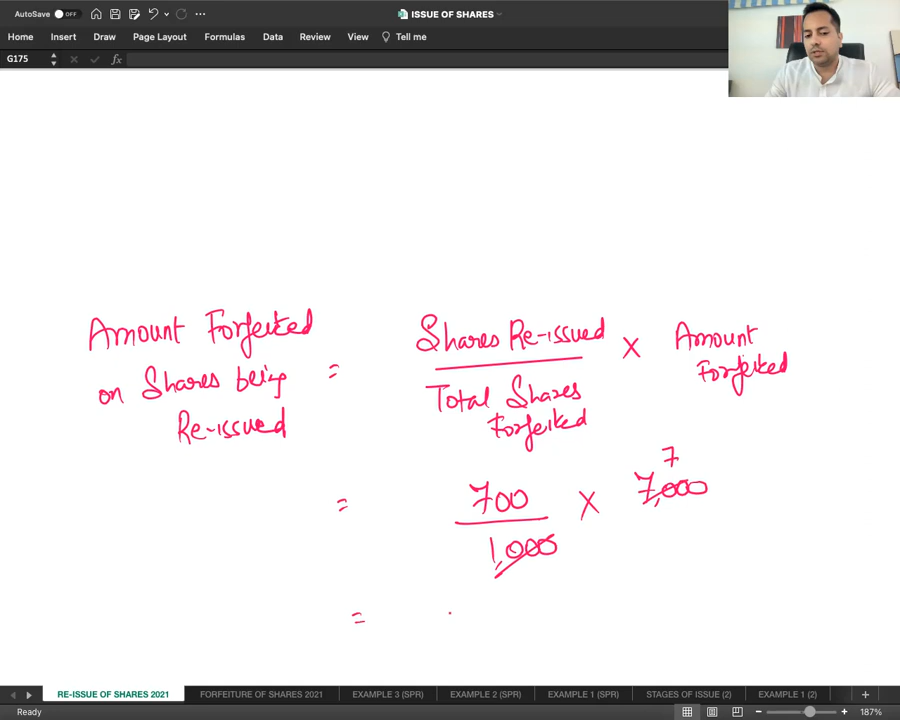 AutoSave OFF ISSUE OF SHARES
Home Insert Draw Page Layout Formulas Data Review View Tell me
G175 fx
Amount Forfeited on Shares being Re-issued = Shares Re-issued / Total Shares Forfeited X Amount Forfeited
= 700 / 1,000 X 7,000 7
=
RE-ISSUE OF SHARES 2021 FORFEITURE OF SHARES 2021 EXAMPLE 3 (SPR) EXAMPLE 2 (SPR) EXAMPLE 1 (SPR) STAGES OF ISSUE (2) EXAMPLE 1 (2) +
Ready 187%